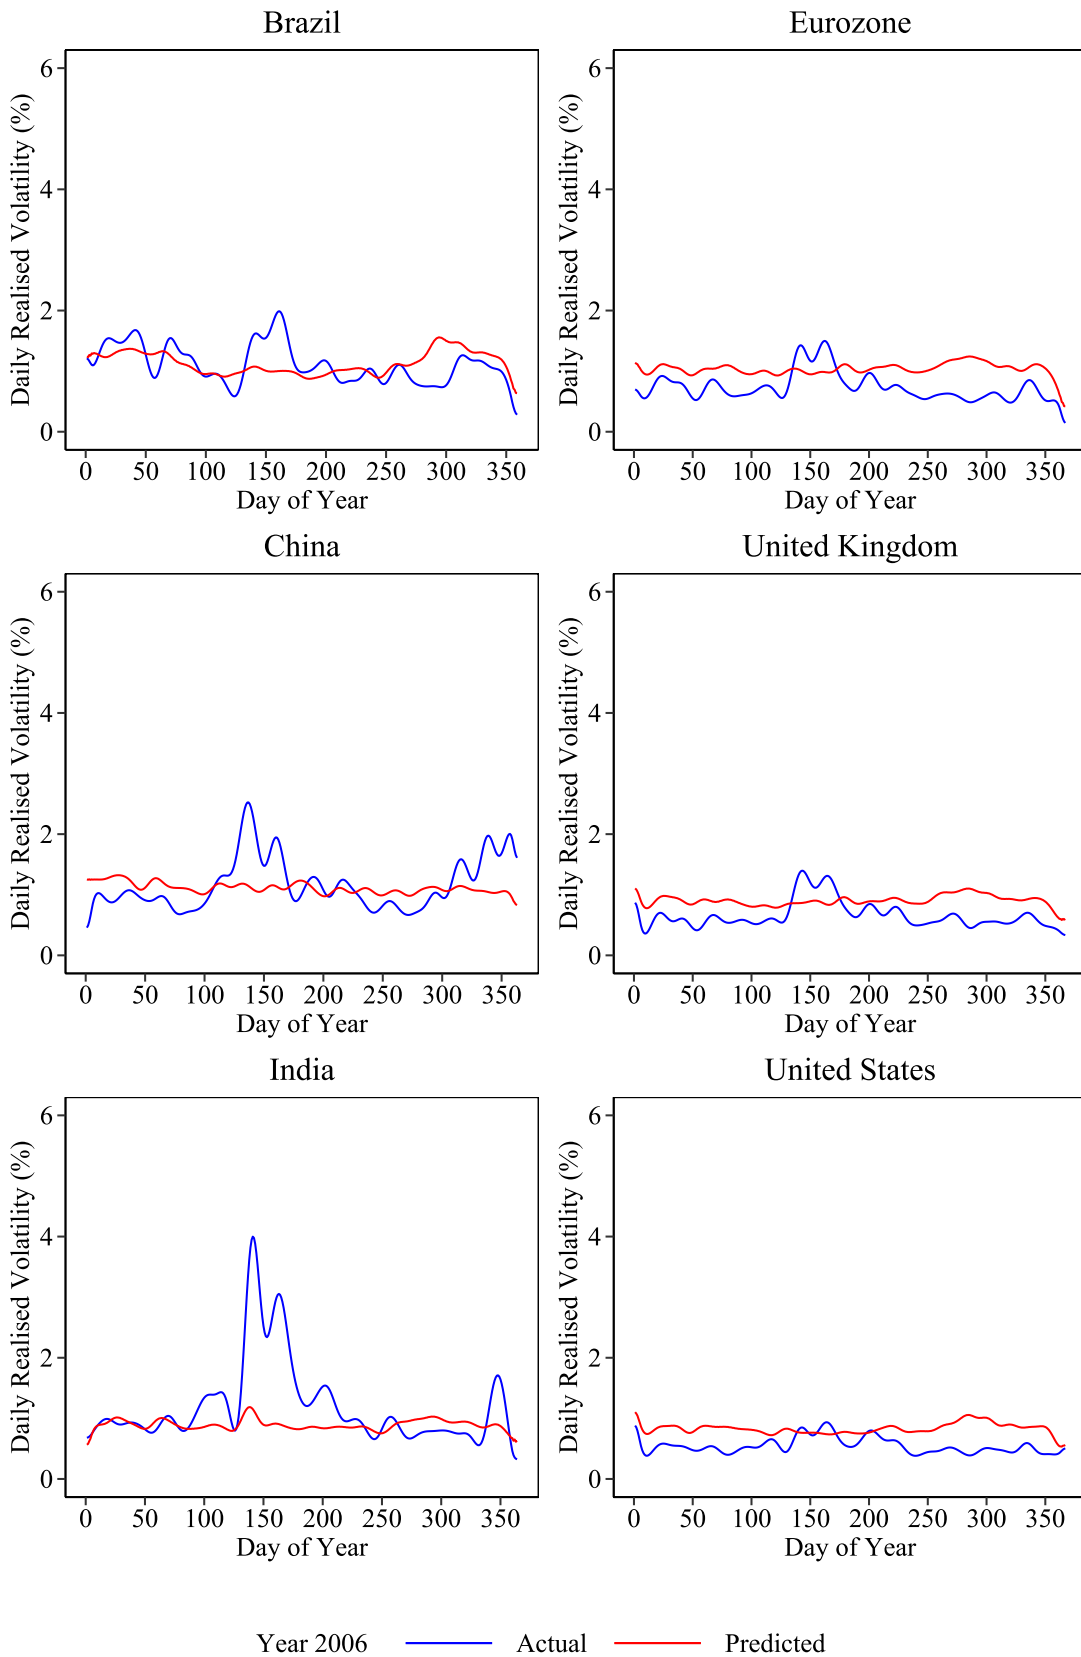 Brazil
Eurozone
Daily Realised Volatility (%)
6
4
2
0
0 50 100 150 200 250 300 350
Day of Year
Daily Realised Volatility (%)
6
4
2
0
0 50 100 150 200 250 300 350
Day of Year
China
United Kingdom
Daily Realised Volatility (%)
6
4
2
0
0 50 100 150 200 250 300 350
Day of Year
Daily Realised Volatility (%)
6
4
2
0
0 50 100 150 200 250 300 350
Day of Year
India
United States
Daily Realised Volatility (%)
6
4
2
0
0 50 100 150 200 250 300 350
Day of Year
Daily Realised Volatility (%)
6
4
2
0
0 50 100 150 200 250 300 350
Day of Year
Year 2006 Actual Predicted